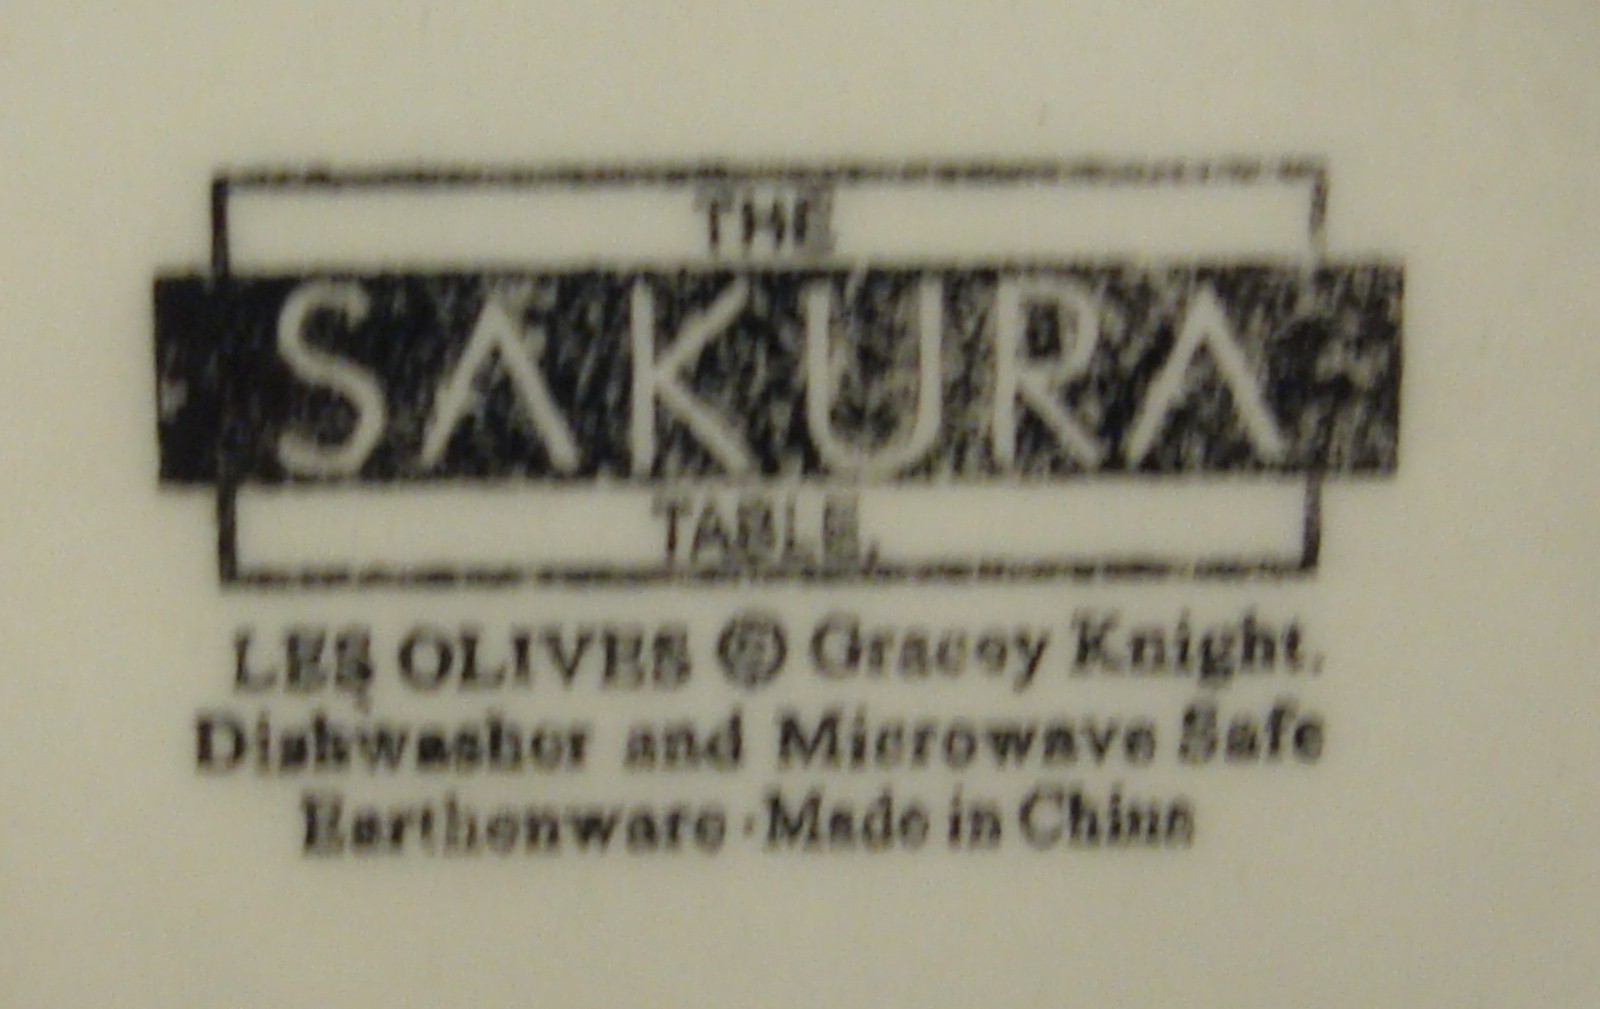 THE
SAKURA
TABLE.
LES OLIVES © Gracey Knight.
Dishwasher and Microwave Safe
Earthenware · Made in China